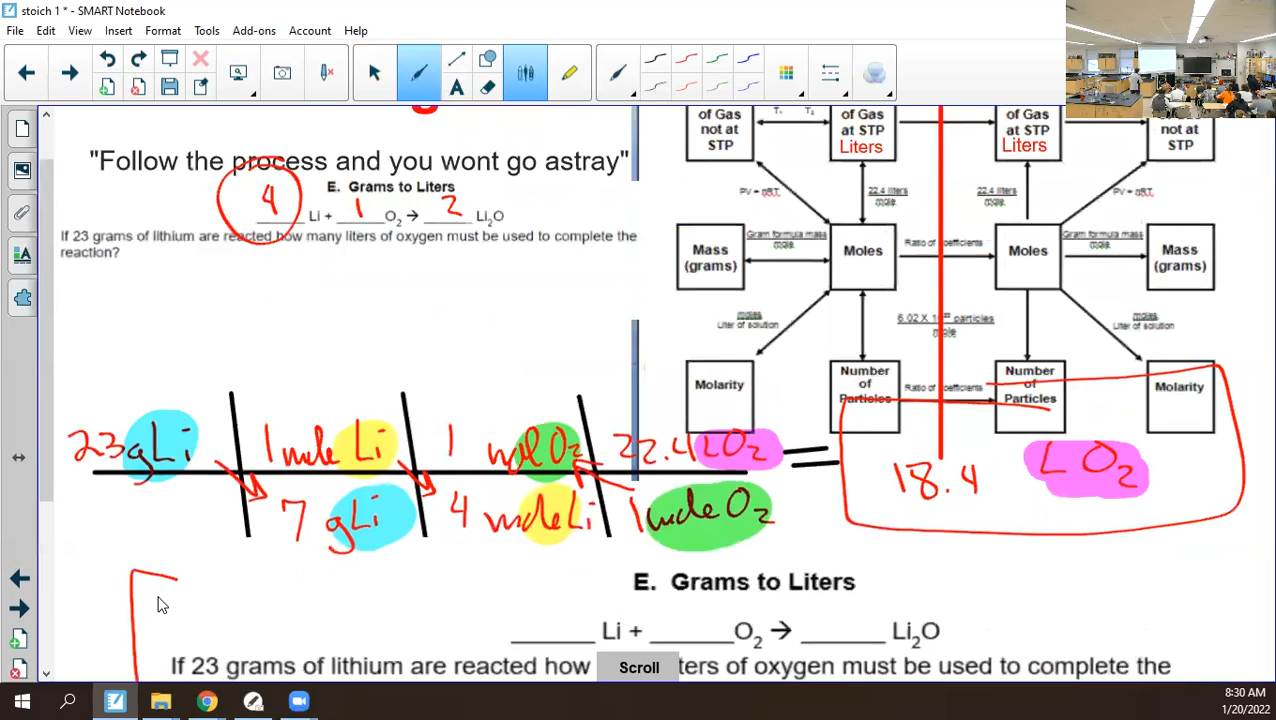 stoich 1 * - SMART Notebook
File Edit View Insert Format Tools Add-ons Account Help
"Follow the process and you wont go astray"
E. Grams to Liters
4 Li + 1 O2 → 2 Li2O
If 23 grams of lithium are reacted how many liters of oxygen must be used to complete the
reaction?
of Gas
not at
STP
T1 T2
of Gas
at STP
Liters
of Gas
at STP
Liters
not at
STP
PV = nRT
22.4 liters
mole
22.4 liters
mole
PV = nRT
Mass
(grams)
Gram formula mass
mole
Moles
Ratio of coefficients
Moles
Gram formula mass
mole
Mass
(grams)
moles
Liter of solution
6.02 X 10²³ particles
mole
moles
Liter of solution
Molarity
Number
of
Particles
Ratio of coefficients
Number
of
Particles
Molarity
23 g Li 1 mole Li 1 mol O2 22.4 L O2 = 18.4 L O2
7 g Li 4 mole Li 1 mole O2
E. Grams to Liters
______ Li + ______ O2 → ______ Li2O
If 23 grams of lithium are reacted how
Scroll
ters of oxygen must be used to complete the
8:30 AM
1/20/2022